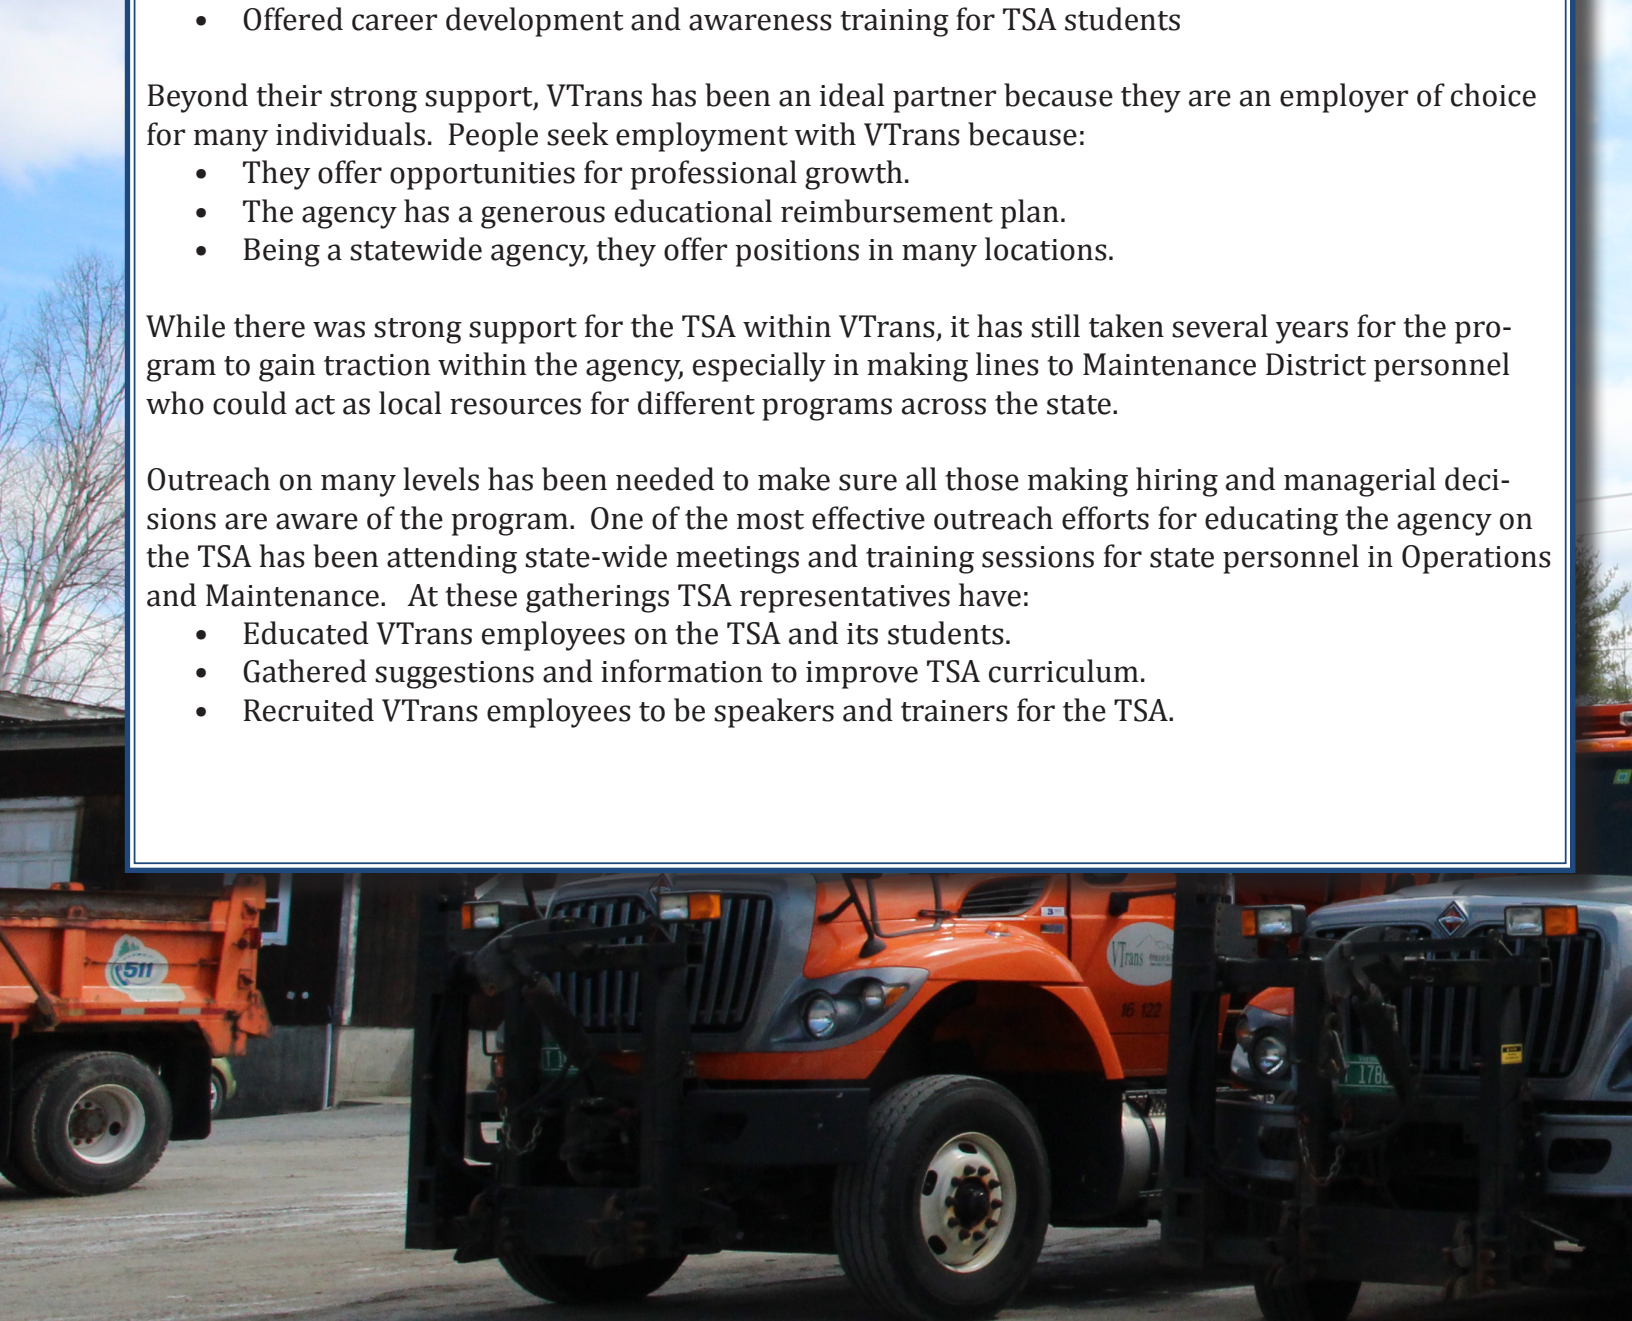 • Offered career development and awareness training for TSA students
Beyond their strong support, VTrans has been an ideal partner because they are an employer of choice
for many individuals.  People seek employment with VTrans because:
• They offer opportunities for professional growth.
• The agency has a generous educational reimbursement plan.
• Being a statewide agency, they offer positions in many locations.
While there was strong support for the TSA within VTrans, it has still taken several years for the pro-
gram to gain traction within the agency, especially in making lines to Maintenance District personnel
who could act as local resources for different programs across the state.
Outreach on many levels has been needed to make sure all those making hiring and managerial deci-
sions are aware of the program.  One of the most effective outreach efforts for educating the agency on
the TSA has been attending state-wide meetings and training sessions for state personnel in Operations
and Maintenance.   At these gatherings TSA representatives have:
• Educated VTrans employees on the TSA and its students.
• Gathered suggestions and information to improve TSA curriculum.
• Recruited VTrans employees to be speakers and trainers for the TSA.
511
VTrans
16 122